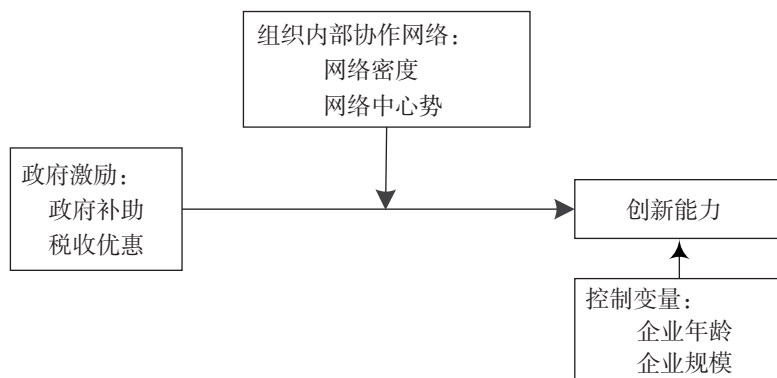 组织内部协作网络：
网络密度
网络中心势
政府激励：
政府补助
税收优惠
创新能力
控制变量：
企业年龄
企业规模